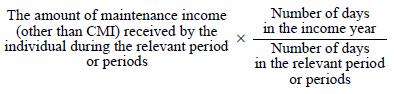 The amount of maintenance income
(other than CMI) received by the
individual during the relevant period
or periods
×
Number of days
in the income year
Number of days
in the relevant period
or periods